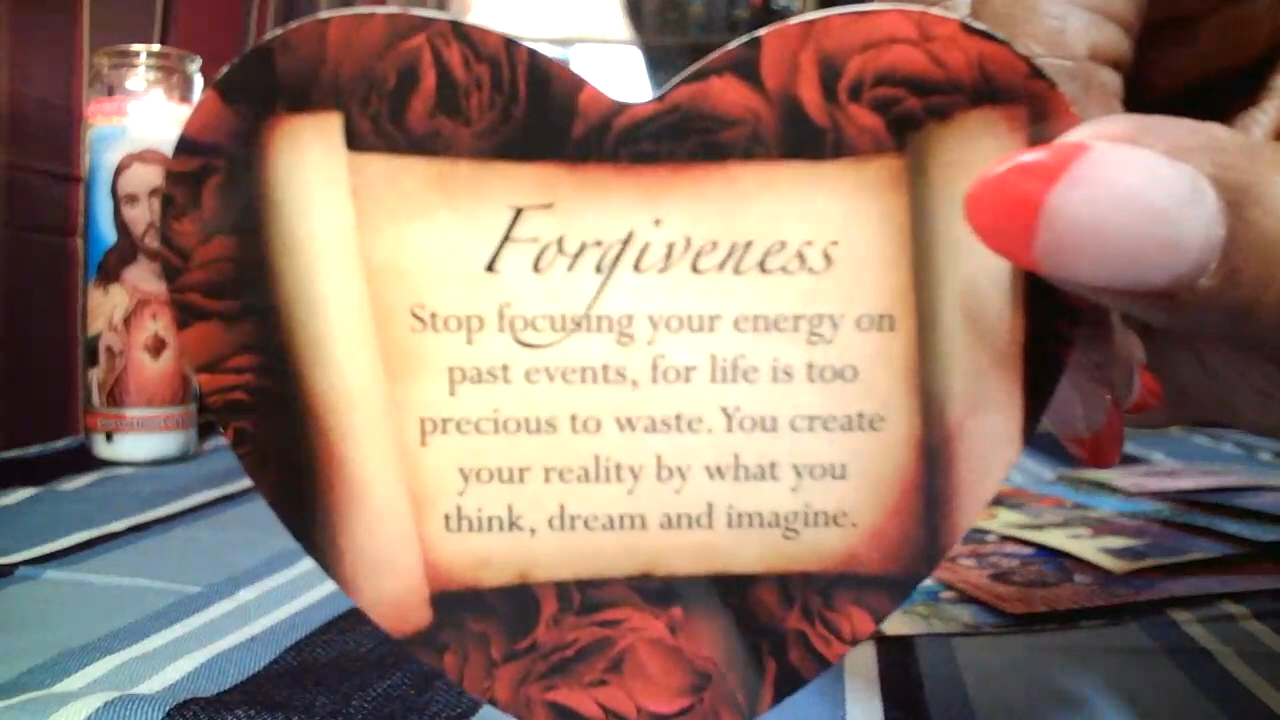 Forgiveness
Stop focusing your energy on
past events, for life is too
precious to waste. You create
your reality by what you
think, dream and imagine.